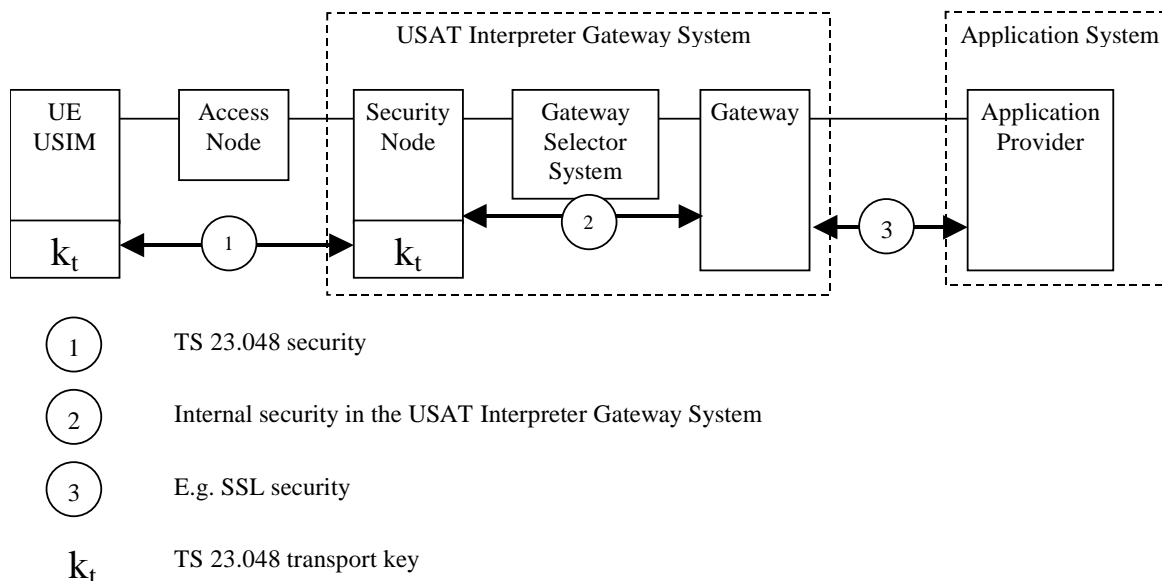 USAT Interpreter Gateway System
Application System
UE
USIM
Access
Node
Security
Node
Gateway
Selector
System
Gateway
Application
Provider
1
2
3
kt
kt
1 TS 23.048 security
2 Internal security in the USAT Interpreter Gateway System
3 E.g. SSL security
kt TS 23.048 transport key